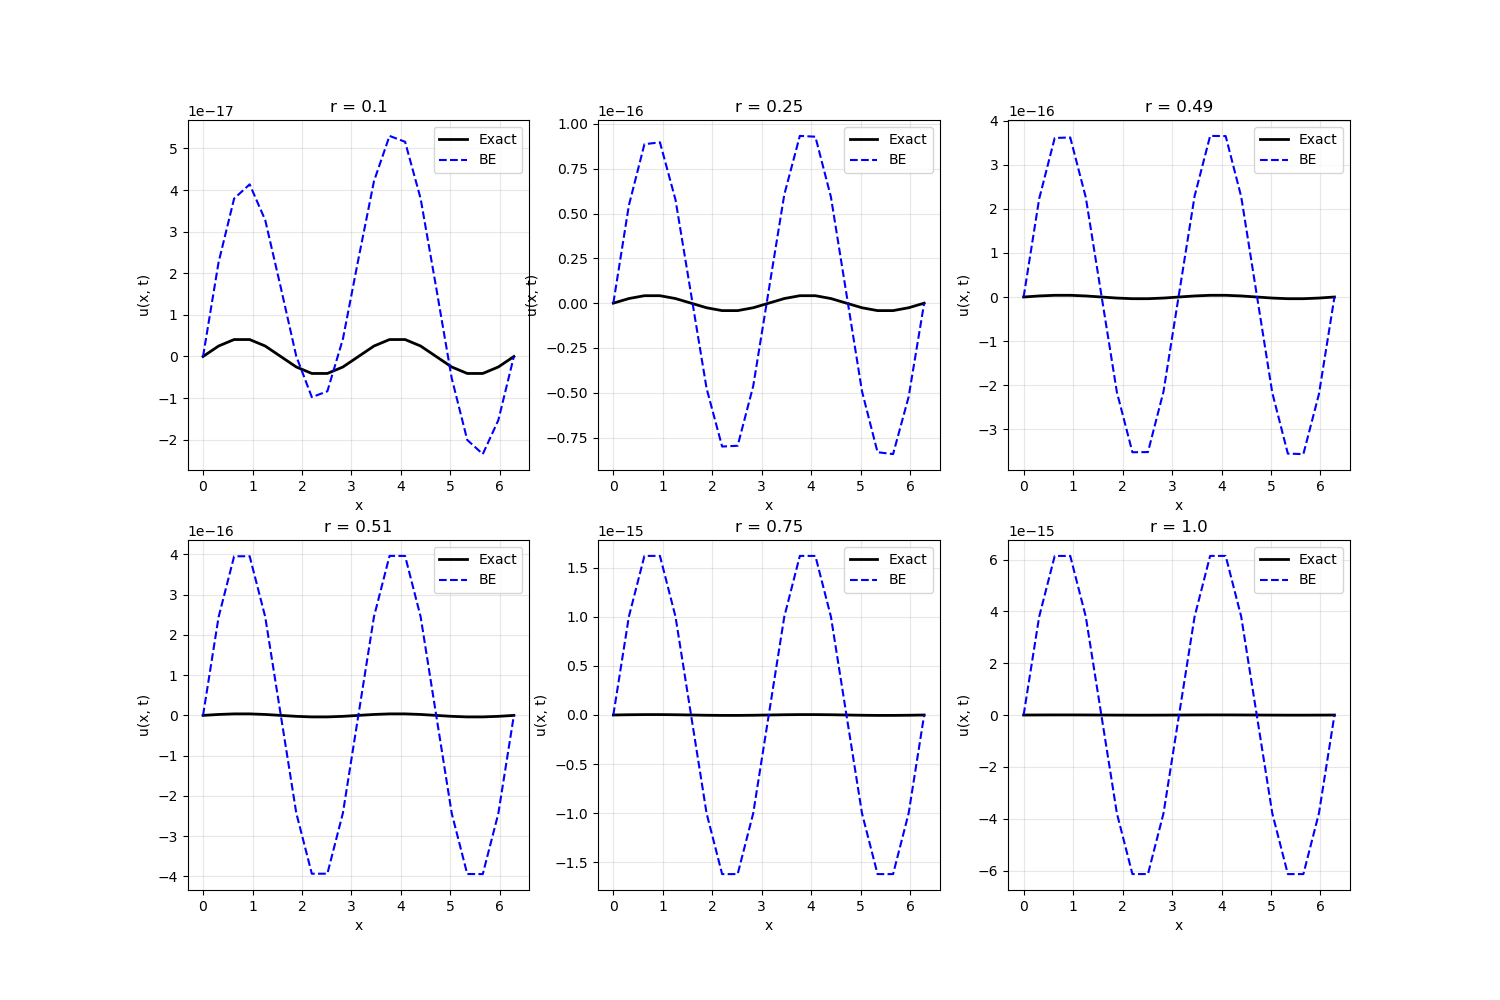 r = 0.1
1e−17
Exact
BE
5
4
3
2
1
0
−1
−2
u(x, t)
0 1 2 3 4 5 6
x
r = 0.25
1e−16
Exact
BE
1.00
0.75
0.50
0.25
0.00
−0.25
−0.50
−0.75
u(x, t)
0 1 2 3 4 5 6
x
r = 0.49
1e−16
Exact
BE
4
3
2
1
0
−1
−2
−3
u(x, t)
0 1 2 3 4 5 6
x
r = 0.51
1e−16
Exact
BE
4
3
2
1
0
−1
−2
−3
−4
u(x, t)
0 1 2 3 4 5 6
x
r = 0.75
1e−15
Exact
BE
1.5
1.0
0.5
0.0
−0.5
−1.0
−1.5
u(x, t)
0 1 2 3 4 5 6
x
r = 1.0
1e−15
Exact
BE
6
4
2
0
−2
−4
−6
u(x, t)
0 1 2 3 4 5 6
x